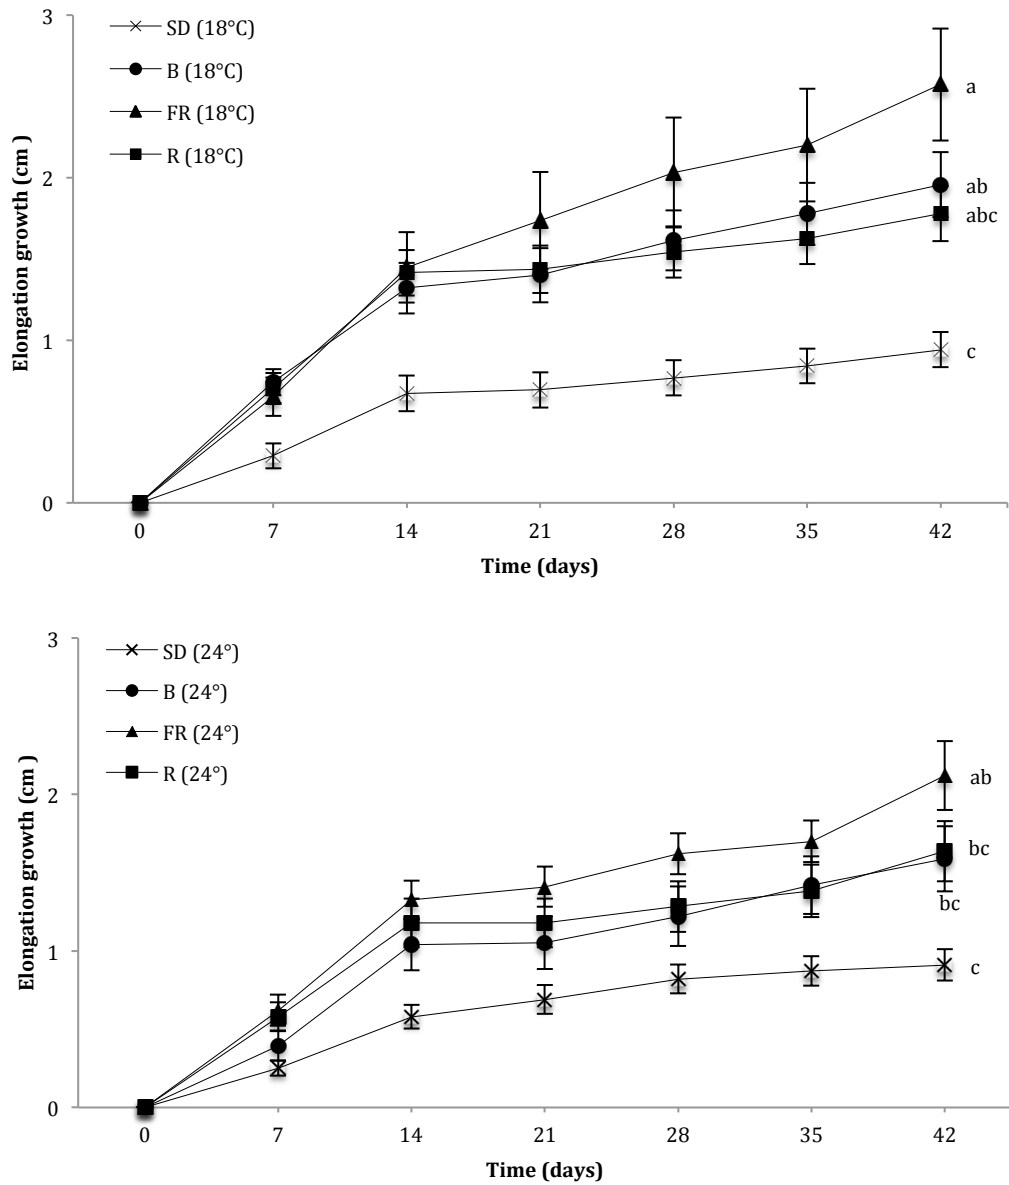 3
2
1
0
Elongation growth (cm )
SD (18°C)
B (18°C)
FR (18°C)
R (18°C)
a
ab
abc
c
0 7 14 21 28 35 42
Time (days)
3
2
1
0
Elongation growth (cm )
SD (24°)
B (24°)
FR (24°)
R (24°)
ab
bc
bc
c
0 7 14 21 28 35 42
Time (days)